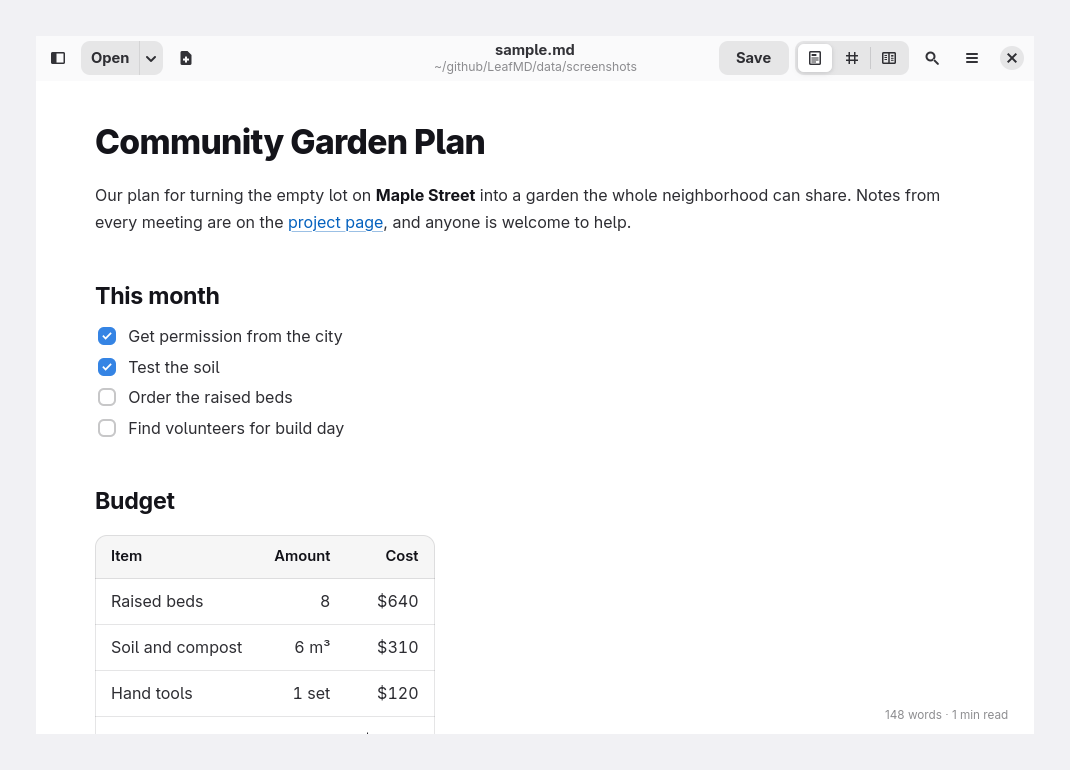 Open
sample.md
~/github/LeafMD/data/screenshots
Save
Community Garden Plan
Our plan for turning the empty lot on Maple Street into a garden the whole neighborhood can share. Notes from
every meeting are on the project page, and anyone is welcome to help.
This month
Get permission from the city
Test the soil
Order the raised beds
Find volunteers for build day
Budget
Item Amount Cost
Raised beds 8 $640
Soil and compost 6 m³ $310
Hand tools 1 set $120
148 words · 1 min read